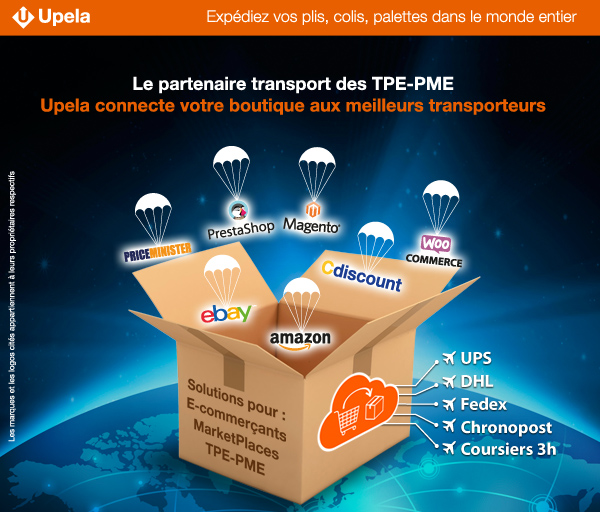 Upela
Expédiez vos plis, colis, palettes dans le monde entier
Le partenaire transport des TPE-PME
Upela connecte votre boutique aux meilleurs transporteurs
Les marques et les logos cités appartiennent à leurs propriétaires respectifs
PRICEMINISTER
PrestaShop
Magento®
WOO
COMMERCE
Cdiscount
ebay™
amazon
Solutions pour :
E-commerçants
MarketPlaces
TPE-PME
UPS
DHL
Fedex
Chronopost
Coursiers 3h